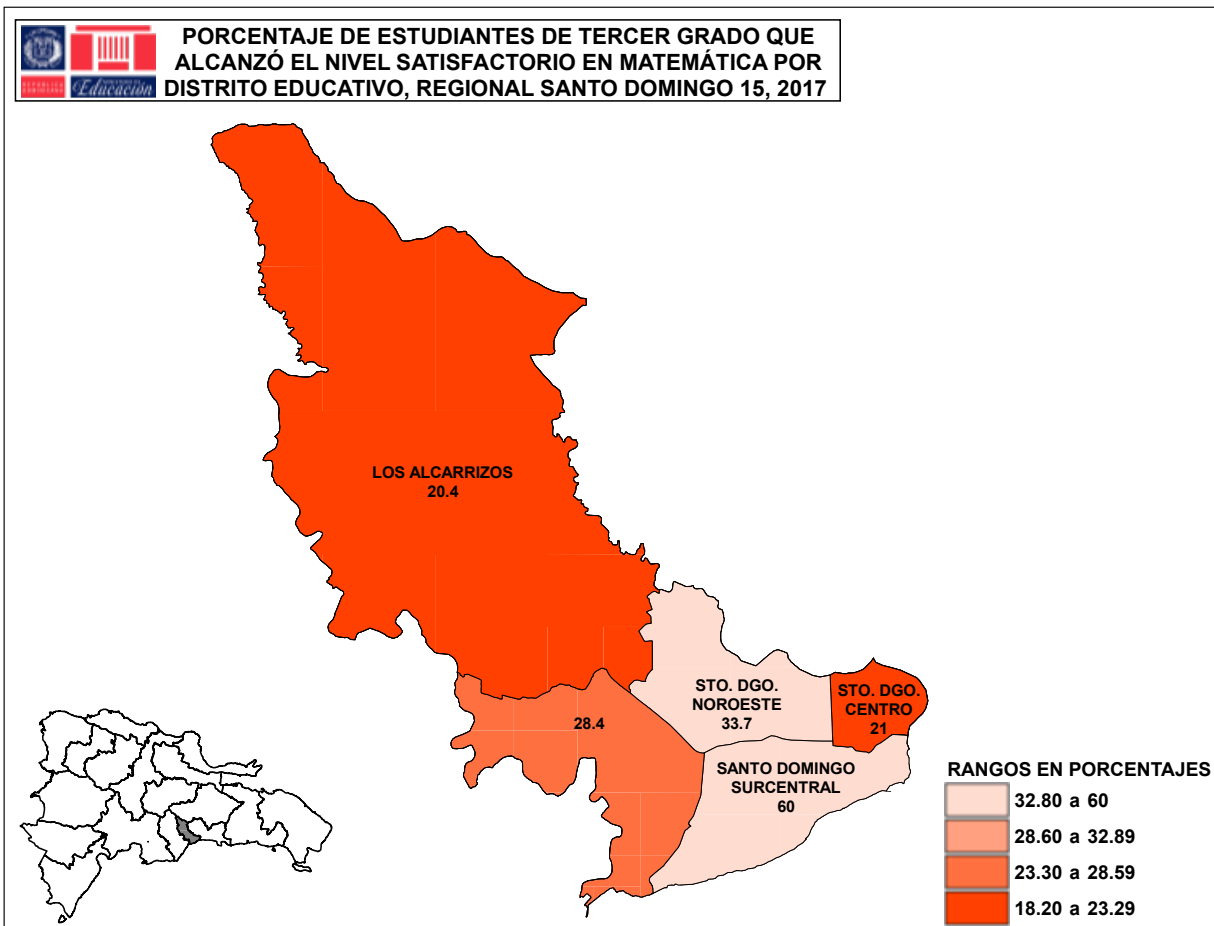 PORCENTAJE DE ESTUDIANTES DE TERCER GRADO QUE
ALCANZÓ EL NIVEL SATISFACTORIO EN MATEMÁTICA POR
DISTRITO EDUCATIVO, REGIONAL SANTO DOMINGO 15, 2017
Educación
LOS ALCARRIZOS
20.4
STO. DGO.
NOROESTE
33.7
STO. DGO.
CENTRO
21
28.4
SANTO DOMINGO
SURCENTRAL
60
RANGOS EN PORCENTAJES
32.80 a 60
28.60 a 32.89
23.30 a 28.59
18.20 a 23.29